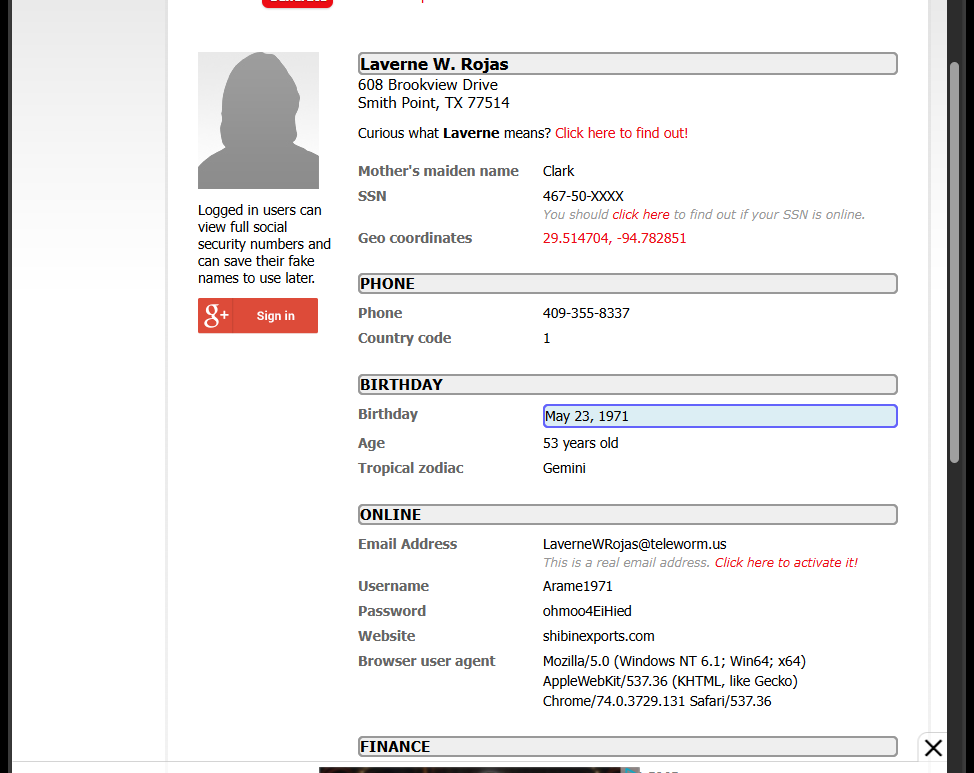 Laverne W. Rojas
608 Brookview Drive
Smith Point, TX 77514
Curious what Laverne means? Click here to find out!
Mother's maiden name Clark
SSN 467-50-XXXX
You should click here to find out if your SSN is online.
Geo coordinates 29.514704, -94.782851
Logged in users can
view full social
security numbers and
can save their fake
names to use later.
g+ Sign in
PHONE
Phone 409-355-8337
Country code 1
BIRTHDAY
Birthday May 23, 1971
Age 53 years old
Tropical zodiac Gemini
ONLINE
Email Address LaverneWRojas@teleworm.us
This is a real email address. Click here to activate it!
Username Arame1971
Password ohmoo4EiHied
Website shibinexports.com
Browser user agent Mozilla/5.0 (Windows NT 6.1; Win64; x64)
AppleWebKit/537.36 (KHTML, like Gecko)
Chrome/74.0.3729.131 Safari/537.36
FINANCE